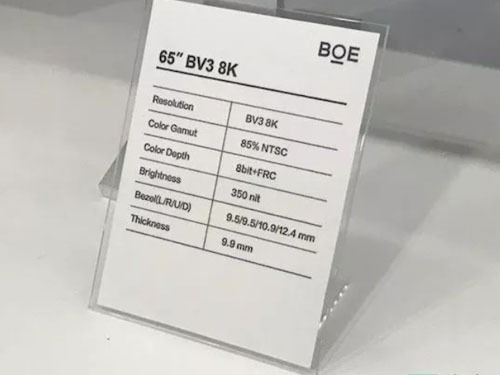 BOE
65" BV3 8K
Resolution BV3 8K
Color Gamut 85% NTSC
Color Depth 8bit+FRC
Brightness 350 nit
Bezel(L/R/U/D) 9.5/9.5/10.9/12.4 mm
Thickness 9.9 mm